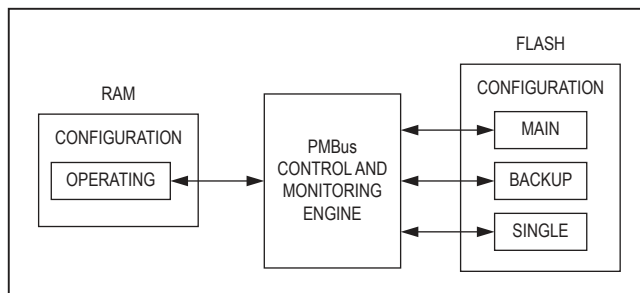 RAM
CONFIGURATION
OPERATING
PMBus
CONTROL AND
MONITORING
ENGINE
FLASH
CONFIGURATION
MAIN
BACKUP
SINGLE